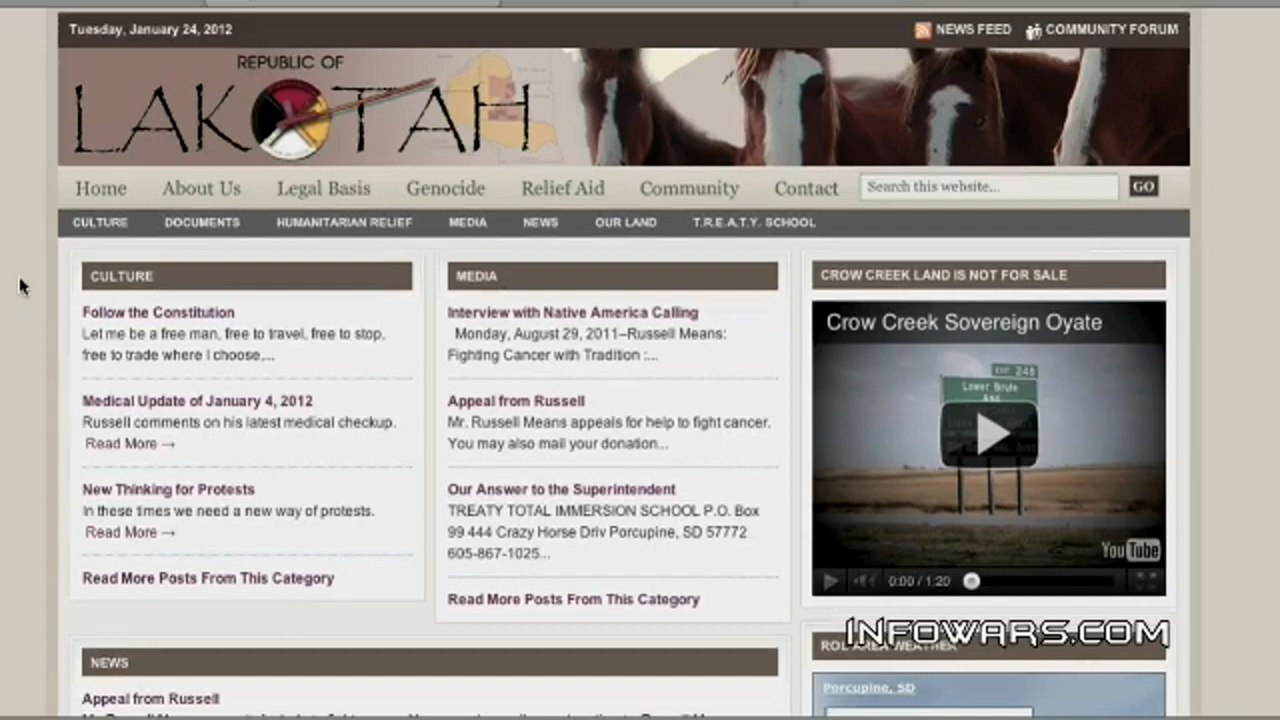 Tuesday, January 24, 2012
NEWS FEED
COMMUNITY FORUM
REPUBLIC OF
LAKOTAH
Home
About Us
Legal Basis
Genocide
Relief Aid
Community
Contact
Search this website...
GO
CULTURE
DOCUMENTS
HUMANITARIAN RELIEF
MEDIA
NEWS
OUR LAND
T.R.E.A.T.Y. SCHOOL
CULTURE
Follow the Constitution
Let me be a free man, free to travel, free to stop,
free to trade where I choose,...
Medical Update of January 4, 2012
Russell comments on his latest medical checkup.
Read More →
New Thinking for Protests
In these times we need a new way of protests.
Read More →
Read More Posts From This Category
MEDIA
Interview with Native America Calling
Monday, August 29, 2011–Russell Means:
Fighting Cancer with Tradition :...
Appeal from Russell
Mr. Russell Means appeals for help to fight cancer.
You may also mail your donation...
Our Answer to the Superintendent
TREATY TOTAL IMMERSION SCHOOL P.O. Box
99 444 Crazy Horse Driv Porcupine, SD 57772
605-867-1025...
Read More Posts From This Category
CROW CREEK LAND IS NOT FOR SALE
Crow Creek Sovereign Oyate
EXIT 248
Lower Brule
And
YouTube
0:00 / 1:20
INFOWARS.COM
ROL AREA WEATHER
Porcupine, SD
NEWS
Appeal from Russell